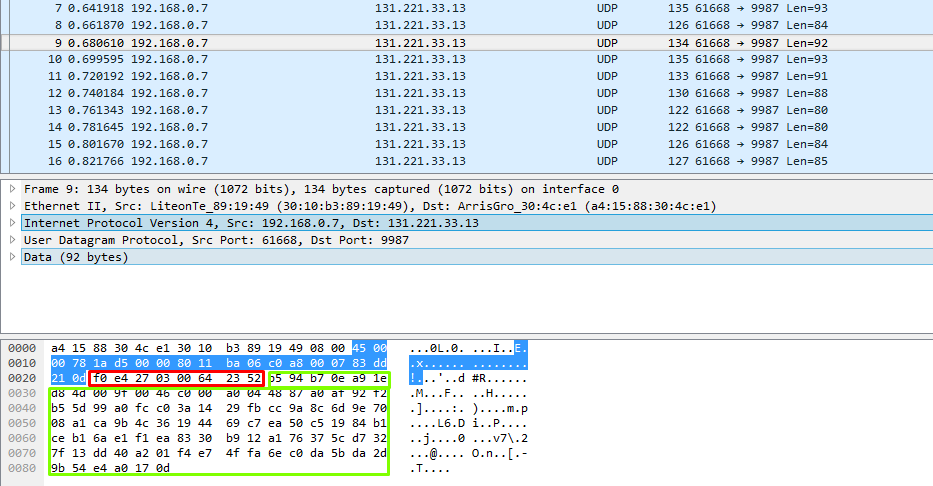 7 0.641918 192.168.0.7 131.221.33.13 UDP 135 61668 → 9987 Len=93
8 0.661870 192.168.0.7 131.221.33.13 UDP 126 61668 → 9987 Len=84
9 0.680610 192.168.0.7 131.221.33.13 UDP 134 61668 → 9987 Len=92
10 0.699595 192.168.0.7 131.221.33.13 UDP 135 61668 → 9987 Len=93
11 0.720192 192.168.0.7 131.221.33.13 UDP 133 61668 → 9987 Len=91
12 0.740184 192.168.0.7 131.221.33.13 UDP 130 61668 → 9987 Len=88
13 0.761343 192.168.0.7 131.221.33.13 UDP 122 61668 → 9987 Len=80
14 0.781645 192.168.0.7 131.221.33.13 UDP 122 61668 → 9987 Len=80
15 0.801670 192.168.0.7 131.221.33.13 UDP 126 61668 → 9987 Len=84
16 0.821766 192.168.0.7 131.221.33.13 UDP 127 61668 → 9987 Len=85
Frame 9: 134 bytes on wire (1072 bits), 134 bytes captured (1072 bits) on interface 0
Ethernet II, Src: LiteonTe_89:19:49 (30:10:b3:89:19:49), Dst: ArrisGro_30:4c:e1 (a4:15:88:30:4c:e1)
Internet Protocol Version 4, Src: 192.168.0.7, Dst: 131.221.33.13
User Datagram Protocol, Src Port: 61668, Dst Port: 9987
Data (92 bytes)
0000 a4 15 88 30 4c e1 30 10 b3 89 19 49 08 00 45 00 ...0L.0. ...I..E.
0010 00 78 1a d5 00 00 80 11 ba 06 c0 a8 00 07 83 dd .x...... ........
0020 21 0d f0 e4 27 03 00 64 23 52 b5 94 b7 0e a9 1e !...'..d #R......
0030 d8 4d 00 9f 00 46 c0 00 a0 04 48 87 a0 af 92 f2 .M...F.. ..H.....
0040 b5 5d 99 a0 fc c0 3a 14 29 fb cc 9a 8c 6d 9e 70 .]....:. )....m.p
0050 08 a1 ca 9b 4c 36 19 44 69 c7 ea 50 c5 19 84 b1 ....L6.D i..P....
0060 ce b1 6a e1 f1 ea 83 30 b9 12 a1 76 37 5c d7 32 ..j....0 ...v7\.2
0070 7f 13 dd 40 a2 01 f4 e7 4f fa 6e c0 da 5b da 2d ...@.... O.n..[.-
0080 9b 54 e4 a0 17 0d .T....